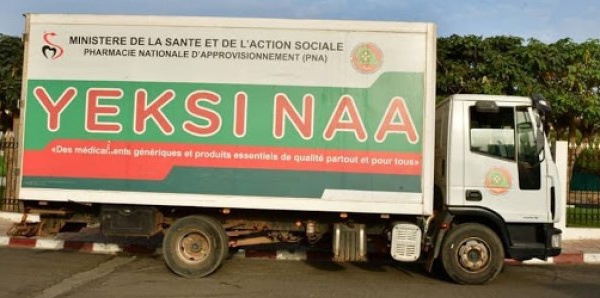 MINISTERE DE LA SANTE ET DE L'ACTION SOCIALE
PHARMACIE NATIONALE D'APPROVISIONNEMENT (PNA)
YEKSI NAA
«Des médicaments génériques et produits essentiels de qualité partout et pour tous»